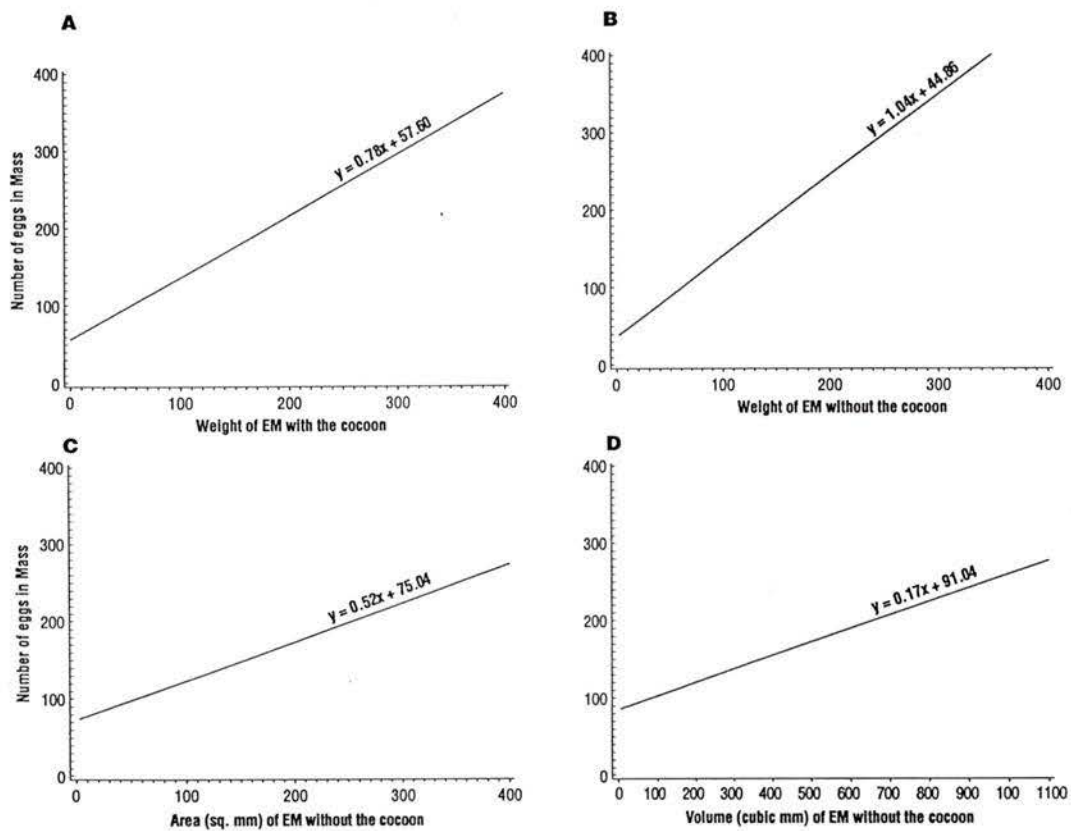 A
400
300
200
100
0
Number of eggs in Mass
y = 0.78x + 57.60
0 100 200 300 400
Weight of EM with the cocoon
B
400
300
200
100
0
y = 1.04x + 44.86
0 100 200 300 400
Weight of EM without the cocoon
C
400
300
200
100
0
Number of eggs in Mass
y = 0.52x + 75.04
0 100 200 300 400
Area (sq. mm) of EM without the cocoon
D
400
300
200
100
0
y = 0.17x + 91.04
0 100 200 300 400 500 600 700 800 900 100 1100
Volume (cubic mm) of EM without the cocoon